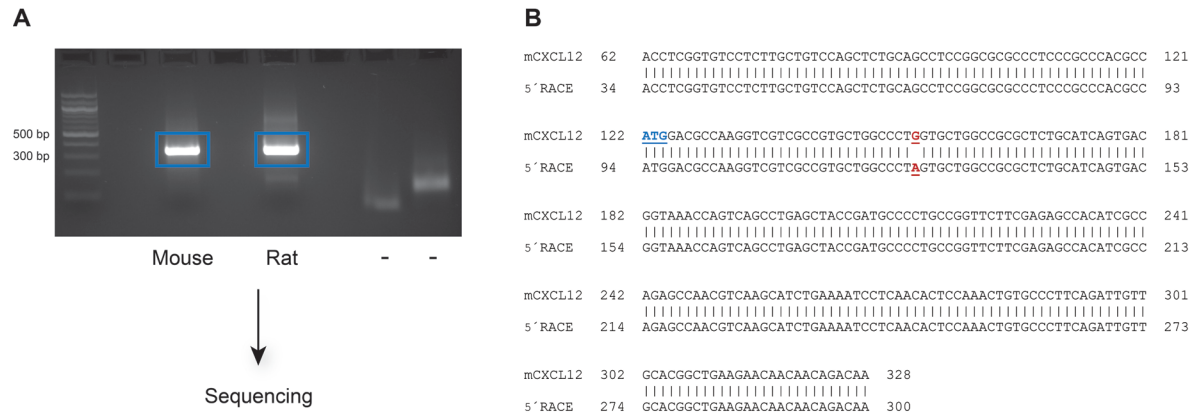 A
500 bp
300 bp
Mouse Rat - -
Sequencing
B
mCXCL12 62 ACCTCGGTGTCCTCTTGCTGTCCAGCTCTGCAGCCTCCGGCGCGCCCTCCCGCCCACGCC 121
||||||||||||||||||||||||||||||||||||||||||||||||||||||||||||
5´RACE 34 ACCTCGGTGTCCTCTTGCTGTCCAGCTCTGCAGCCTCCGGCGCGCCCTCCCGCCCACGCC 93
mCXCL12 122 ATGGACGCCAAGGTCGTCGCCGTGCTGGCCCTGGTGCTGGCCGCGCTCTGCATCAGTGAC 181
|||||||||||||||||||||||||||||||| |||||||||||||||||||||||||||
5´RACE 94 ATGGACGCCAAGGTCGTCGCCGTGCTGGCCCTAGTGCTGGCCGCGCTCTGCATCAGTGAC 153
mCXCL12 182 GGTAAACCAGTCAGCCTGAGCTACCGATGCCCCTGCCGGTTCTTCGAGAGCCACATCGCC 241
||||||||||||||||||||||||||||||||||||||||||||||||||||||||||||
5´RACE 154 GGTAAACCAGTCAGCCTGAGCTACCGATGCCCCTGCCGGTTCTTCGAGAGCCACATCGCC 213
mCXCL12 242 AGAGCCAACGTCAAGCATCTGAAAATCCTCAACACTCCAAACTGTGCCCTTCAGATTGTT 301
||||||||||||||||||||||||||||||||||||||||||||||||||||||||||||
5´RACE 214 AGAGCCAACGTCAAGCATCTGAAAATCCTCAACACTCCAAACTGTGCCCTTCAGATTGTT 273
mCXCL12 302 GCACGGCTGAAGAACAACAACAGACAA 328
|||||||||||||||||||||||||||
5´RACE 274 GCACGGCTGAAGAACAACAACAGACAA 300